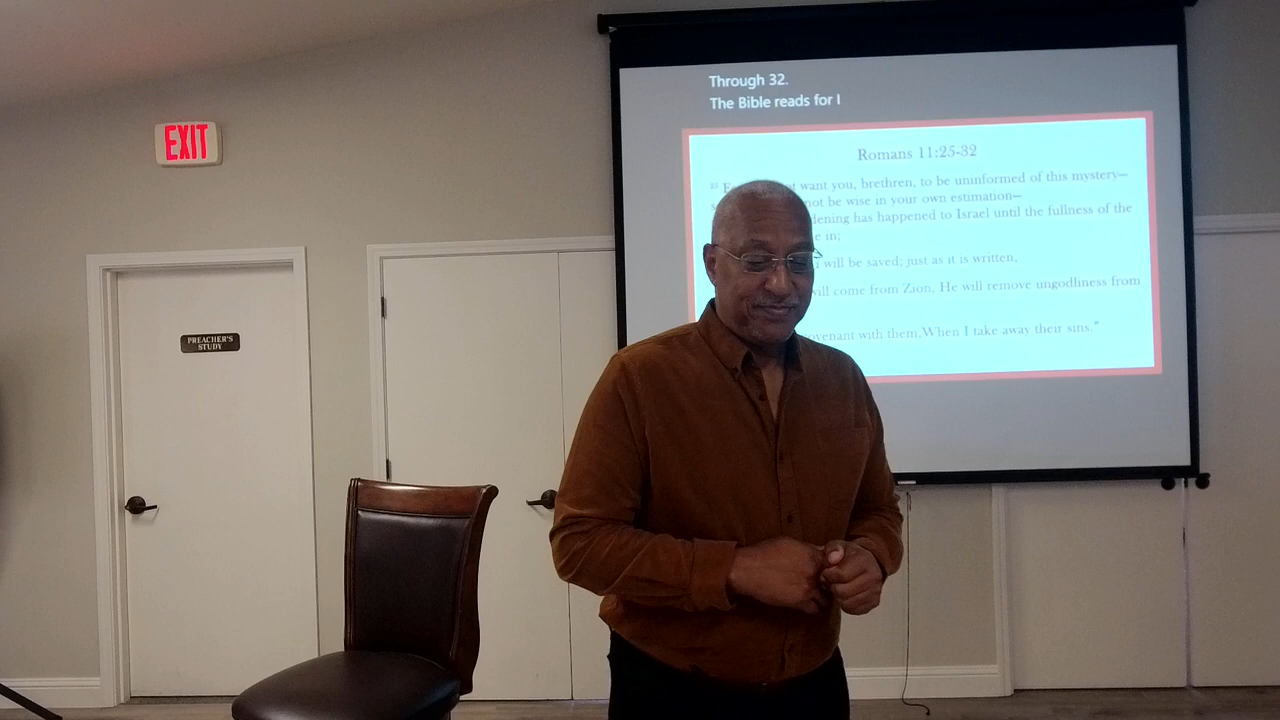 EXIT
PREACHER'S
STUDY
Through 32.
The Bible reads for I
Romans 11:25-32
25 want you, brethren, to be uninformed of this mystery—
not be wise in your own estimation—
has happened to Israel until the fullness of the
in;
will be saved; just as it is written,
will come from Zion, He will remove ungodliness from
with them, When I take away their sins."